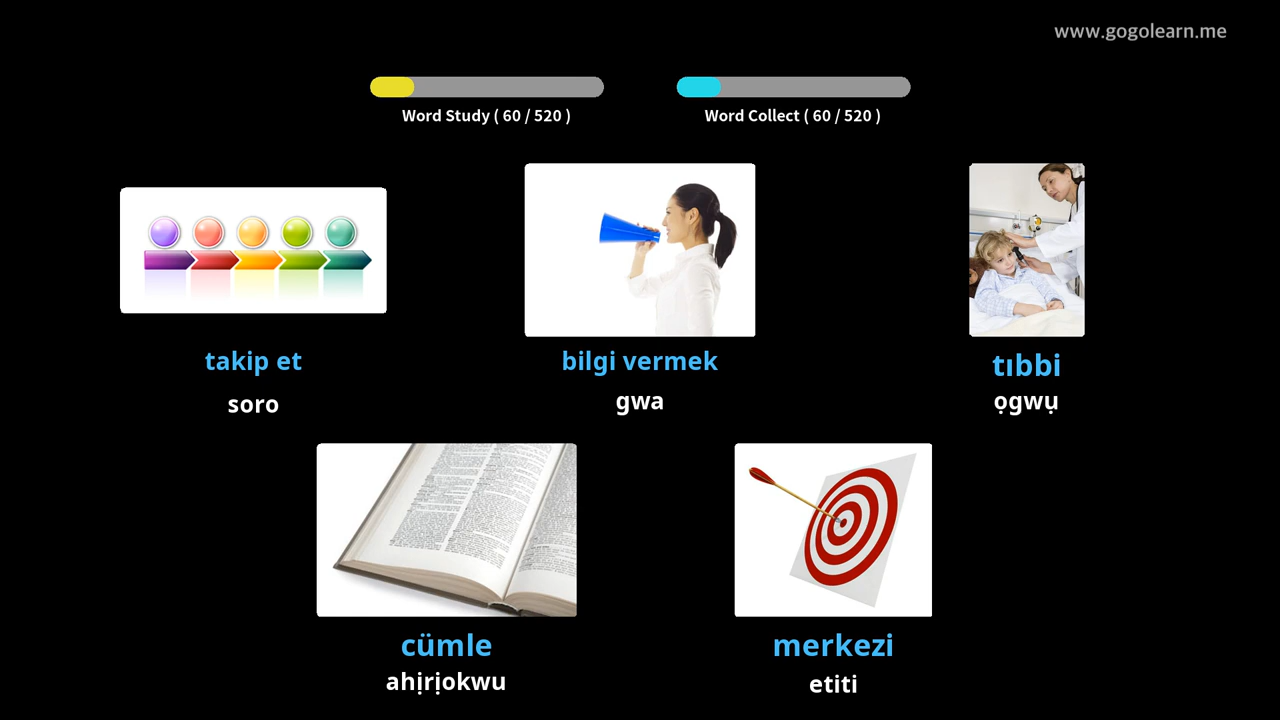 www.gogolearn.me
Word Study ( 60 / 520 )
Word Collect ( 60 / 520 )
takip et
soro
bilgi vermek
gwa
tıbbi
ọgwụ
cümle
ahịrịokwu
merkezi
etiti